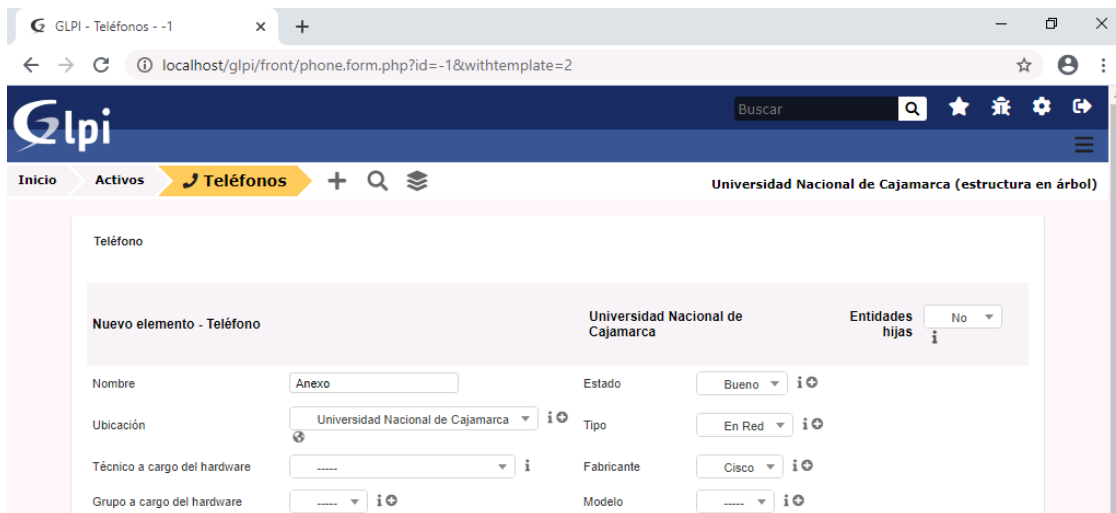 GLPI - Teléfonos - -1
localhost/glpi/front/phone.form.php?id=-1&withtemplate=2
Glpi
Buscar
Inicio Activos Teléfonos
Universidad Nacional de Cajamarca (estructura en árbol)
Teléfono
Nuevo elemento - Teléfono
Universidad Nacional de
Cajamarca
Entidades
hijas
No
Nombre Anexo Estado Bueno
Ubicación Universidad Nacional de Cajamarca Tipo En Red
Técnico a cargo del hardware ----- Fabricante Cisco
Grupo a cargo del hardware ----- Modelo -----